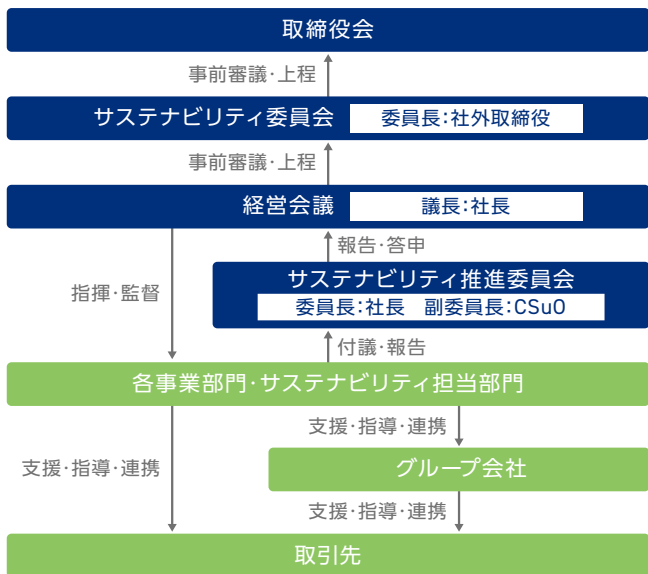 取締役会
事前審議・上程
サステナビリティ委員会 委員長:社外取締役
事前審議・上程
経営会議 議長:社長
報告・答申
指揮・監督
サステナビリティ推進委員会
委員長:社長 副委員長:CSuO
付議・報告
各事業部門・サステナビリティ担当部門
支援・指導・連携
支援・指導・連携
グループ会社
支援・指導・連携
取引先